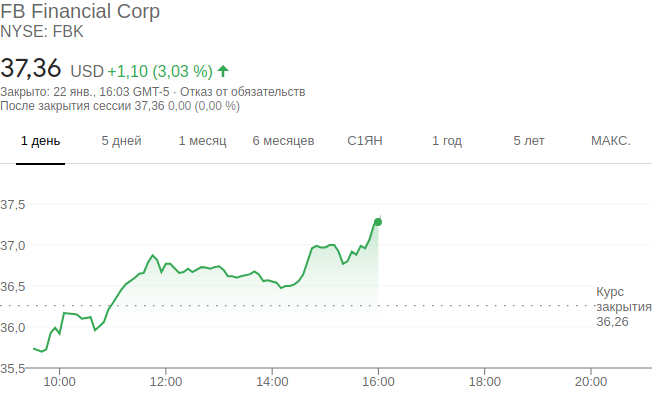 FB Financial Corp
NYSE: FBK
37,36 USD +1,10 (3,03 %)
Закрыто: 22 янв., 16:03 GMT-5 · Отказ от обязательств
После закрытия сессии 37,36 0,00 (0,00 %)
1 день 5 дней 1 месяц 6 месяцев С1ЯН 1 год 5 лет МАКС.
37,5
37,0
36,5
Курс
закрытия
36,26
36,0
35,5
10:00 12:00 14:00 16:00 18:00 20:00